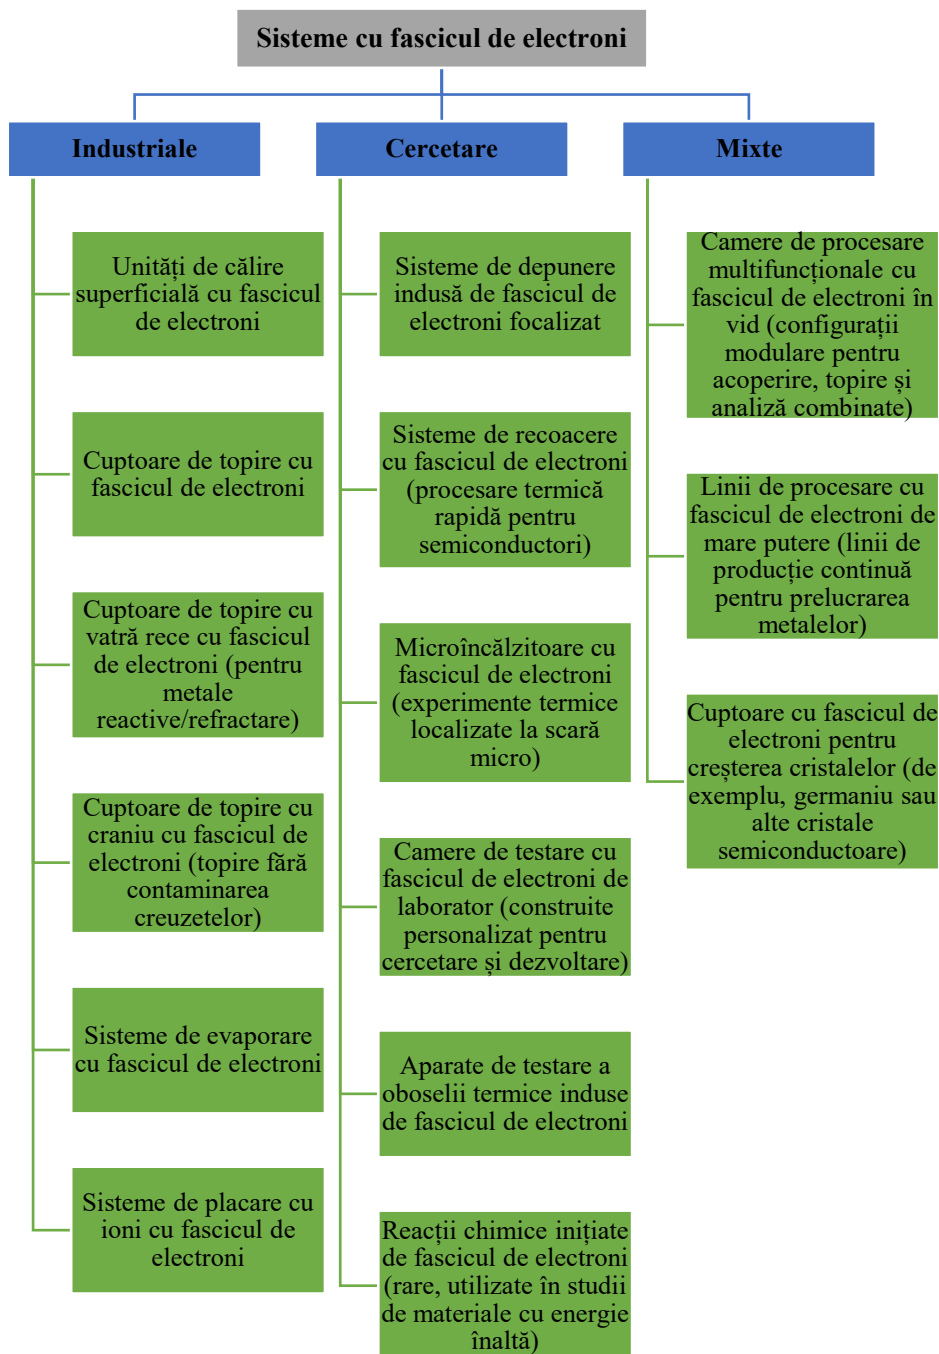 Sisteme cu fascicul de electroni
Industriale
Unități de călire
superficială cu fascicul
de electroni
Cuptoare de topire cu
fascicul de electroni
Cuptoare de topire cu
vatră rece cu fascicul
de electroni (pentru
metale
reactive/refractare)
Cuptoare de topire cu
craniu cu fascicul de
electroni (topire fără
contaminarea
creuzetelor)
Sisteme de evaporare
cu fascicul de electroni
Sisteme de placare cu
ioni cu fascicul de
electroni
Cercetare
Sisteme de depunere
indusă de fascicul de
electroni focalizat
Sisteme de recoacere
cu fascicul de electroni
(procesare termică
rapidă pentru
semiconductori)
Microîncălzitoare cu
fascicul de electroni
(experimente termice
localizate la scară
micro)
Camere de testare cu
fascicul de electroni de
laborator (construite
personalizat pentru
cercetare și dezvoltare)
Aparate de testare a
oboselii termice induse
de fascicul de electroni
Reacții chimice inițiate
de fascicul de electroni
(rare, utilizate în studii
de materiale cu energie
înaltă)
Mixte
Camere de procesare
multifuncționale cu
fascicul de electroni în
vid (configurații
modulare pentru
acoperire, topire și
analiză combinate)
Linii de procesare cu
fascicul de electroni de
mare putere (linii de
producție continuă
pentru prelucrarea
metalelor)
Cuptoare cu fascicul de
electroni pentru
creșterea cristalelor (de
exemplu, germaniu sau
alte cristale
semiconductoare)